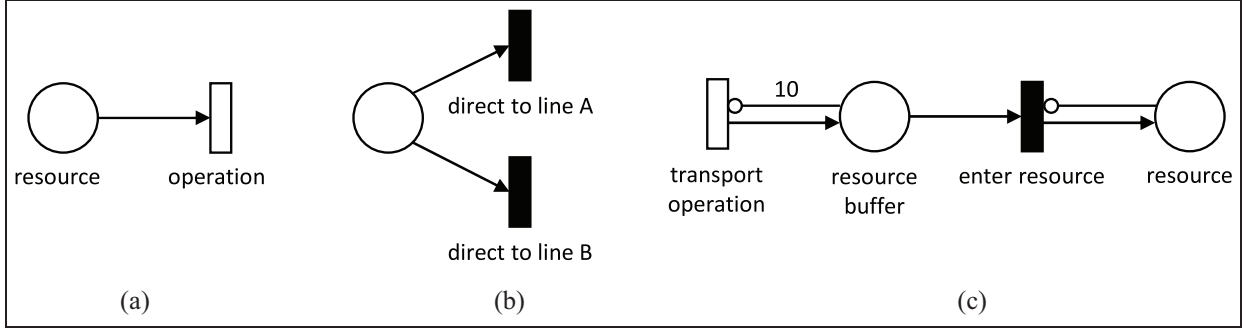 resource
operation
(a)
direct to line A
direct to line B
(b)
10
transport
operation
resource
buffer
enter resource
resource
(c)